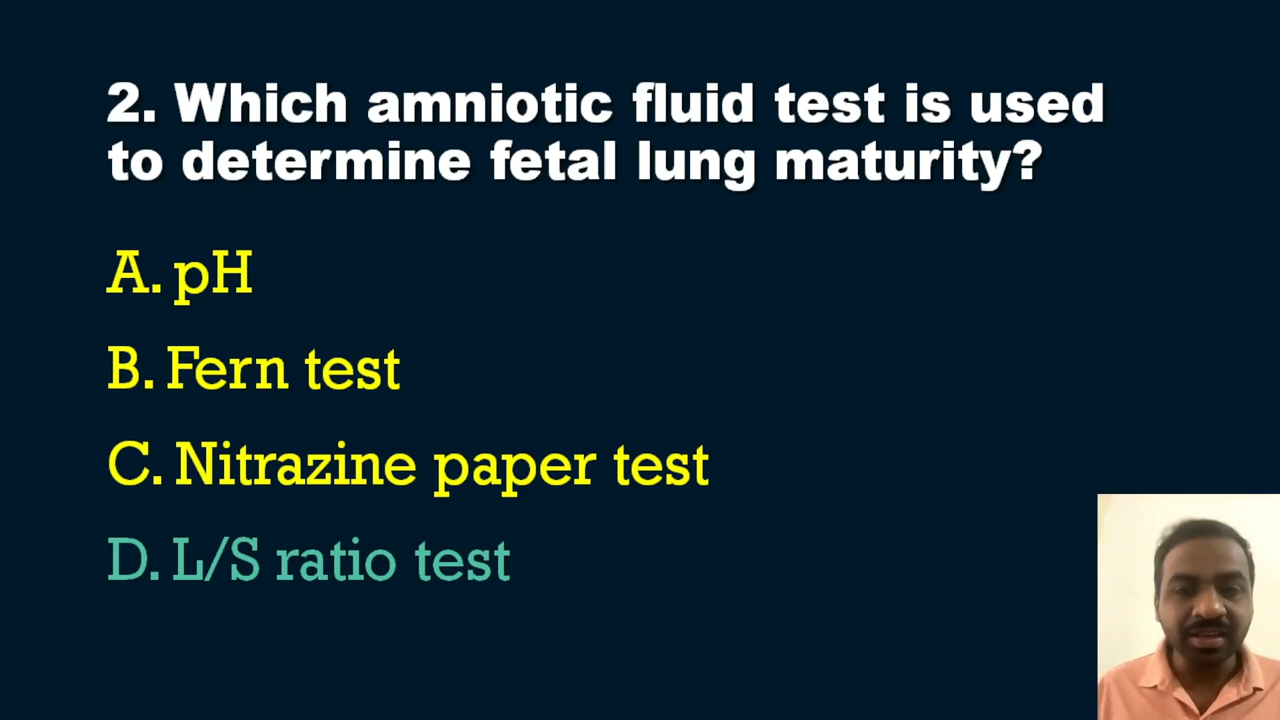 2. Which amniotic fluid test is used
to determine fetal lung maturity?
A. pH
B. Fern test
C. Nitrazine paper test
D. L/S ratio test